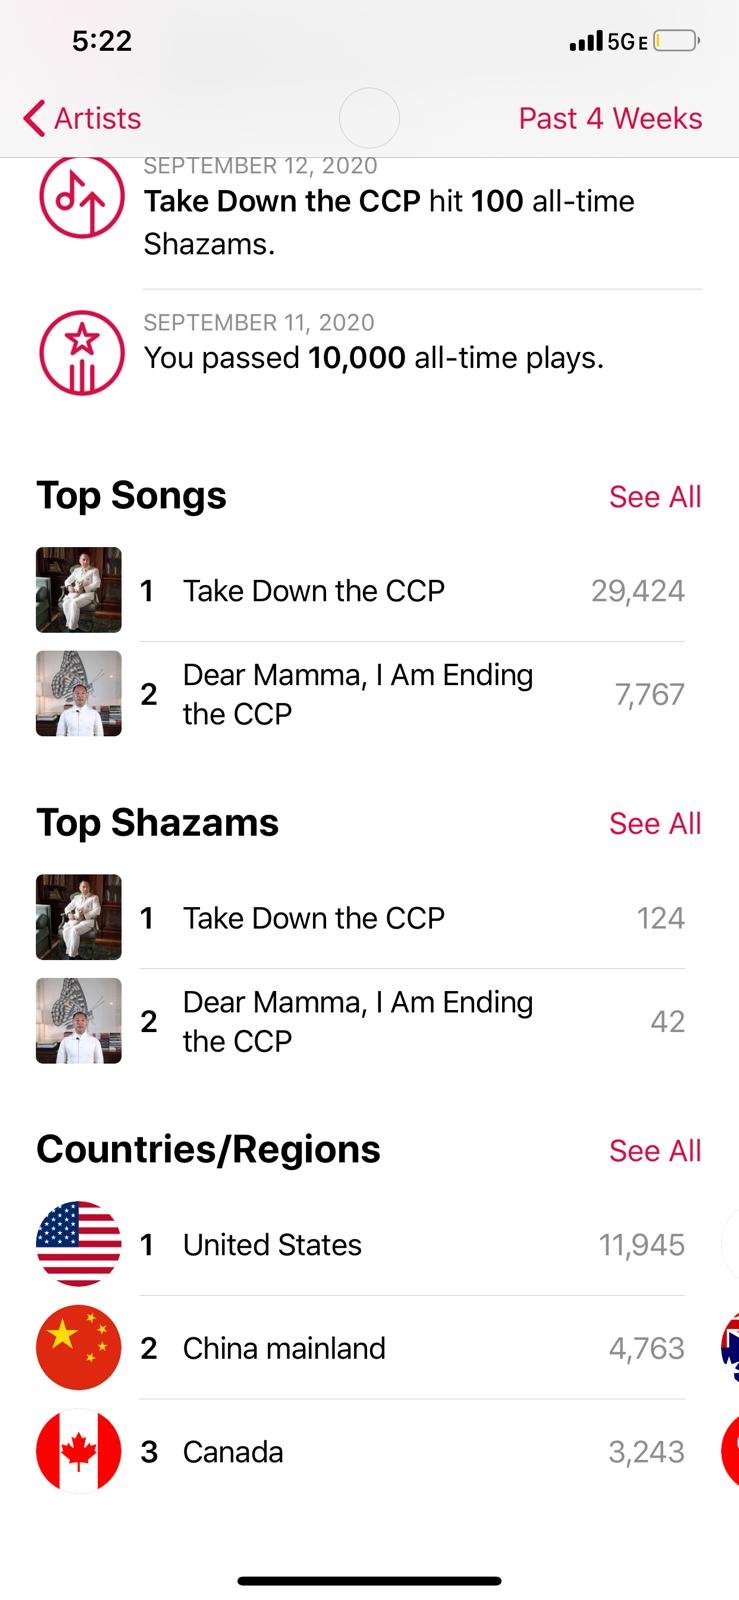 5:22
5GE
Artists
Past 4 Weeks
SEPTEMBER 12, 2020
Take Down the CCP hit 100 all-time
Shazams.
SEPTEMBER 11, 2020
You passed 10,000 all-time plays.
Top Songs
See All
1 Take Down the CCP 29,424
2 Dear Mamma, I Am Ending
the CCP 7,767
Top Shazams
See All
1 Take Down the CCP 124
2 Dear Mamma, I Am Ending
the CCP 42
Countries/Regions
See All
1 United States 11,945
2 China mainland 4,763
3 Canada 3,243